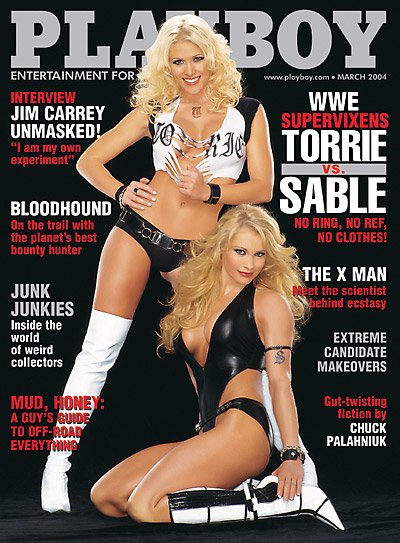 PLAYBOY
ENTERTAINMENT FOR
www.playboy.com • MARCH 2004
INTERVIEW
JIM CARREY
UNMASKED!
"I am my own
experiment"
BLOODHOUND
On the trail with
the planet's best
bounty hunter
JUNK
JUNKIES
Inside the
world
of weird
collectors
MUD, HONEY:
A GUY'S GUIDE
TO OFF-ROAD
EVERYTHING
WWE
SUPERVIXENS
TORRIE
VS.
SABLE
NO RING, NO REF,
NO CLOTHES!
THE X MAN
Meet the scientist
behind ecstasy
EXTREME
CANDIDATE
MAKEOVERS
Gut-twisting
fiction by
CHUCK
PALAHNIUK
T
S